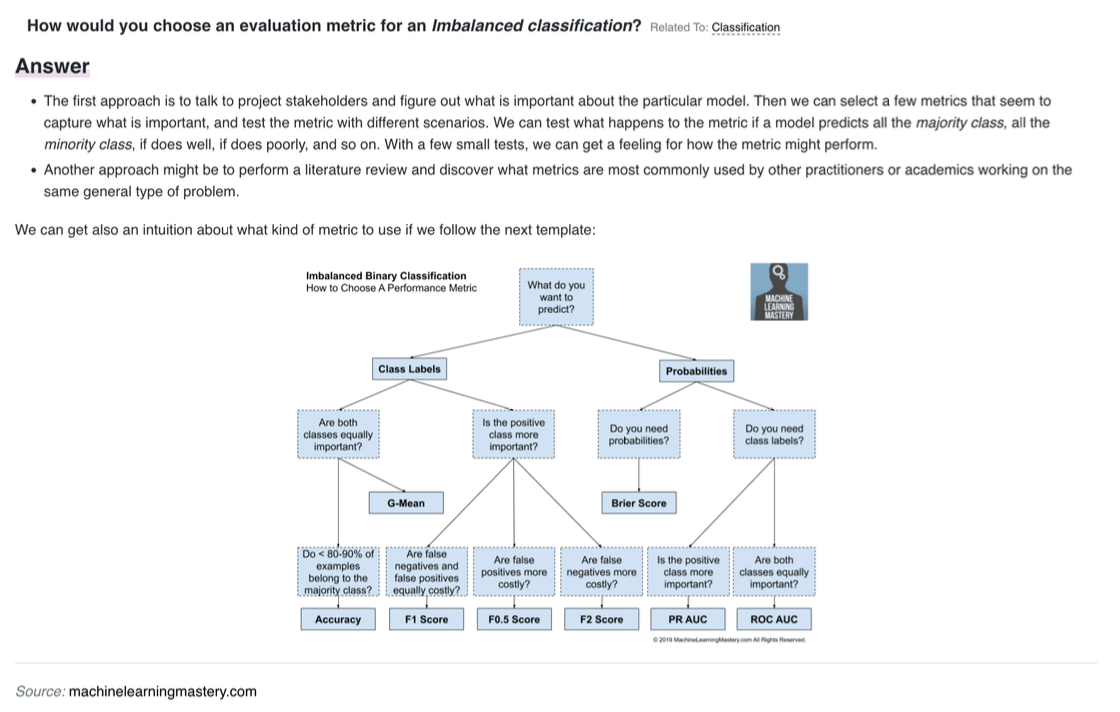 How would you choose an evaluation metric for an Imbalanced classification? Related To: Classification
Answer
• The first approach is to talk to project stakeholders and figure out what is important about the particular model. Then we can select a few metrics that seem to
capture what is important, and test the metric with different scenarios. We can test what happens to the metric if a model predicts all the majority class, all the
minority class, if does well, if does poorly, and so on. With a few small tests, we can get a feeling for how the metric might perform.
• Another approach might be to perform a literature review and discover what metrics are most commonly used by other practitioners or academics working on the
same general type of problem.
We can get also an intuition about what kind of metric to use if we follow the next template:
Imbalanced Binary Classification
How to Choose A Performance Metric
What do you
want to
predict?
MACHINE
LEARNING
MASTERY
Class Labels
Probabilities
Are both
classes equally
important?
Is the positive
class more
important?
Do you need
probabilities?
Do you need
class labels?
G-Mean
Brier Score
Do < 80-90% of
examples
belong to the
majority class?
Are false
negatives and
false positives
equally costly?
Are false
positives more
costly?
Are false
negatives more
costly?
Is the positive
class more
important?
Are both
classes equally
important?
Accuracy
F1 Score
F0.5 Score
F2 Score
PR AUC
ROC AUC
© 2019 MachineLearningMastery.com All Rights Reserved.
Source: machinelearningmastery.com